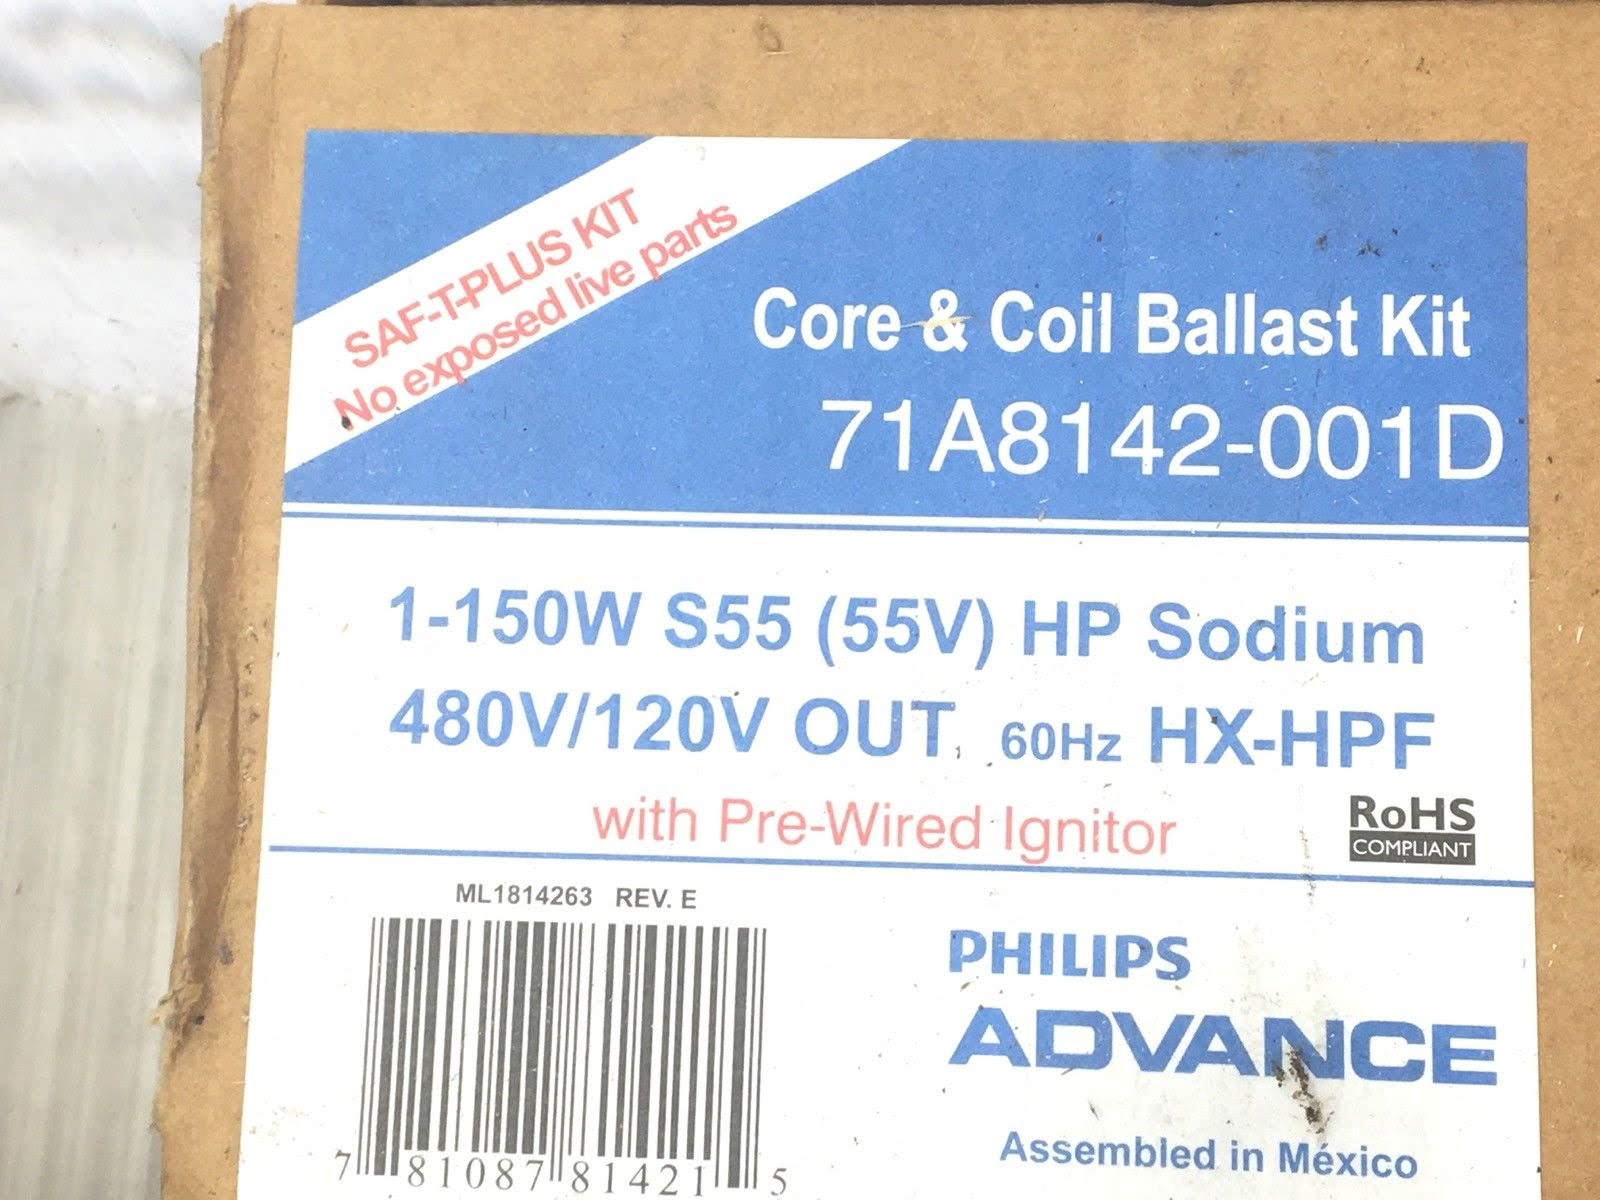 SAF-T-PLUS KIT
No exposed live parts
Core & Coil Ballast Kit
71A8142-001D
1-150W S55 (55V) HP Sodium
480V/120V OUT, 60Hz HX-HPF
with Pre-Wired Ignitor
RoHS
COMPLIANT
ML1814263 REV. E
7 81087 81421 5
PHILIPS
ADVANCE
Assembled in México